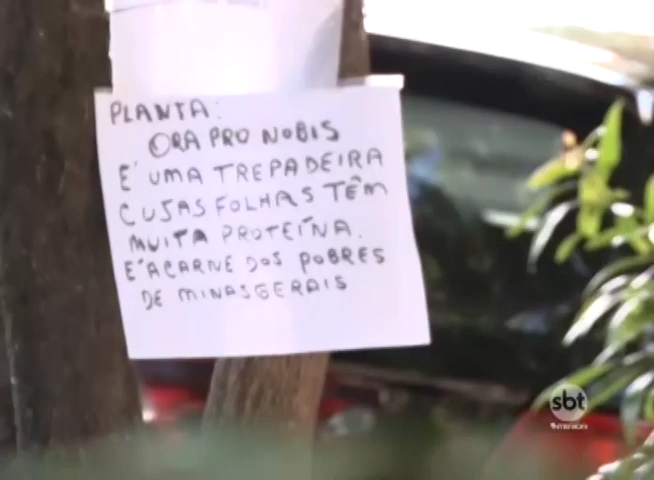 PLANTA:
ORA PRO NOBIS
E' UMA TREPADEIRA
CUJAS FOLHAS TÊM
MUITA PROTEÍNA.
E' A CARNE DOS POBRES
DE MINAS GERAIS
sbt